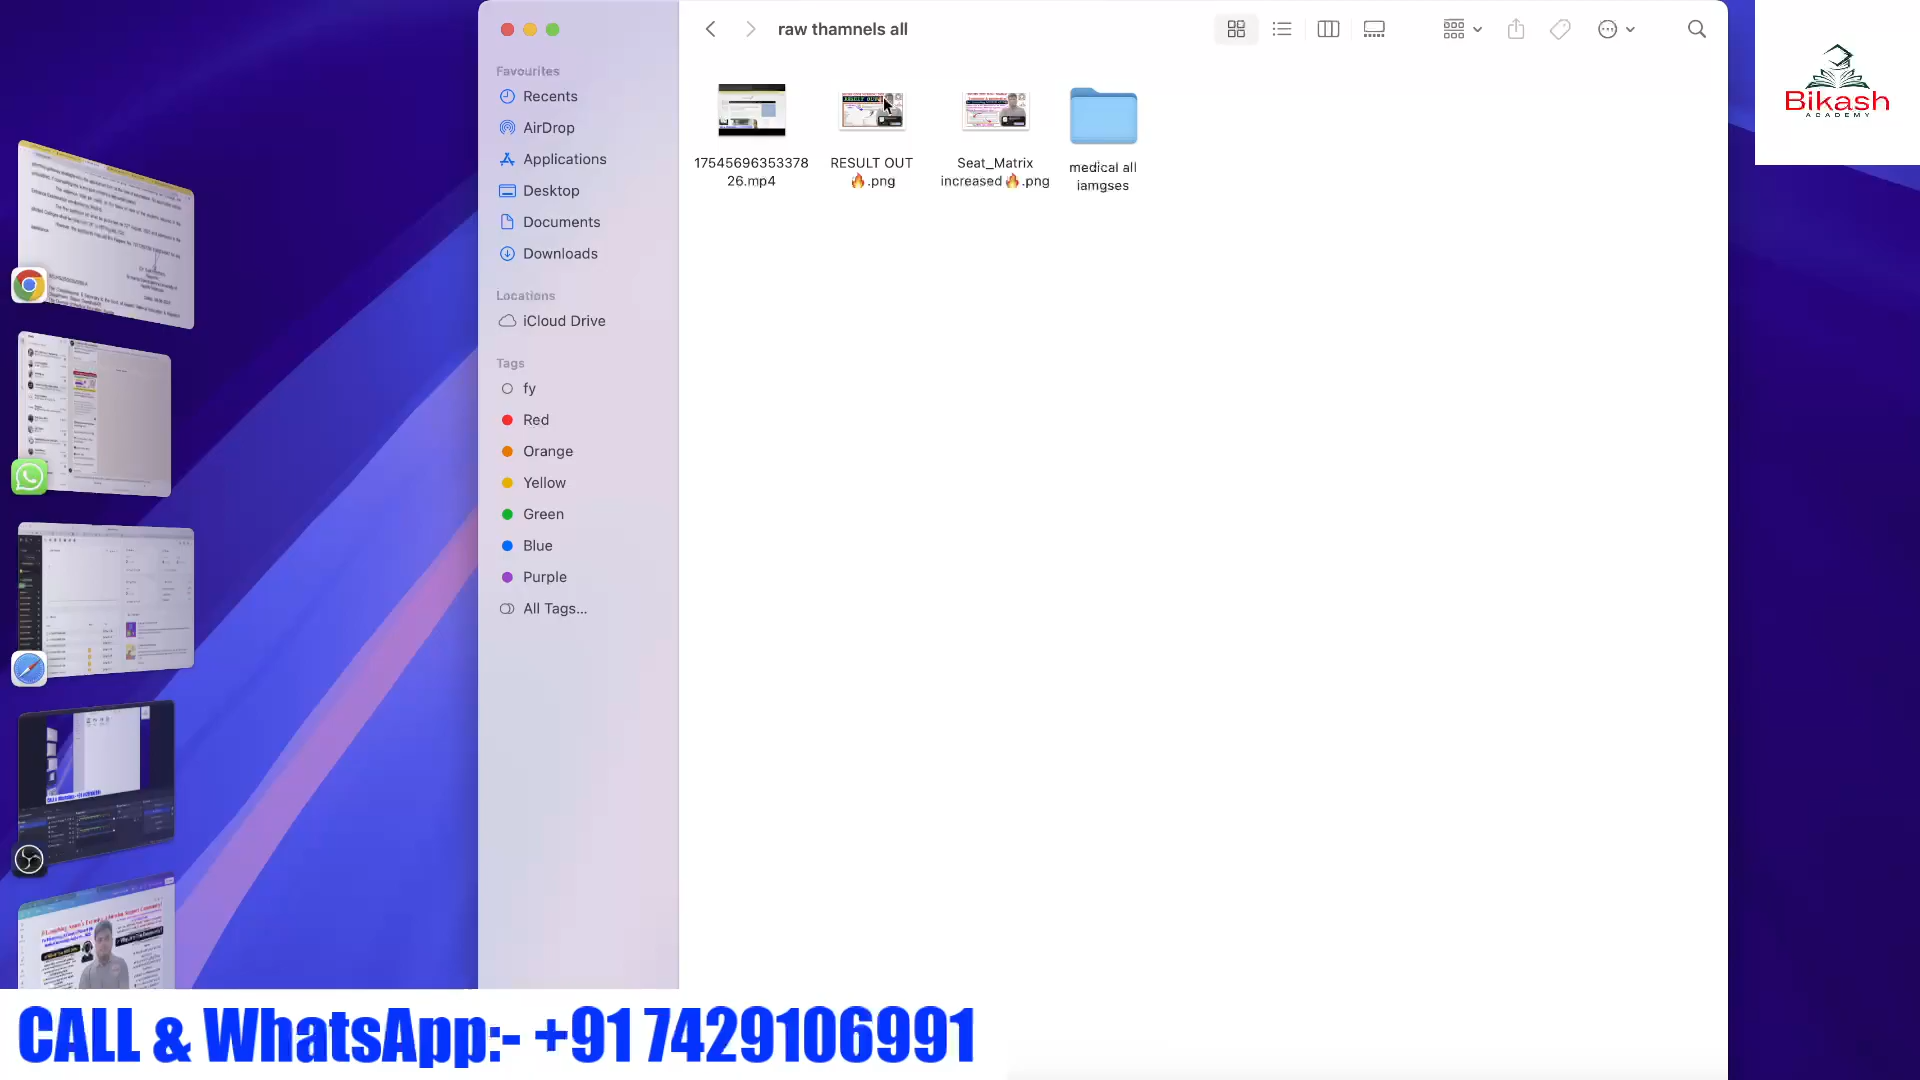 raw thamnels all
Favourites
Recents
AirDrop
Applications
Desktop
Documents
Downloads
Locations
iCloud Drive
Tags
fy
Red
Orange
Yellow
Green
Blue
Purple
All Tags...
17545696353378
26.mp4
RESULT OUT
🔥.png
Seat_Matrix
increased🔥.png
medical all
iamgses
Bikash
ACADEMY
CALL & WhatsApp:- +91 7429106991